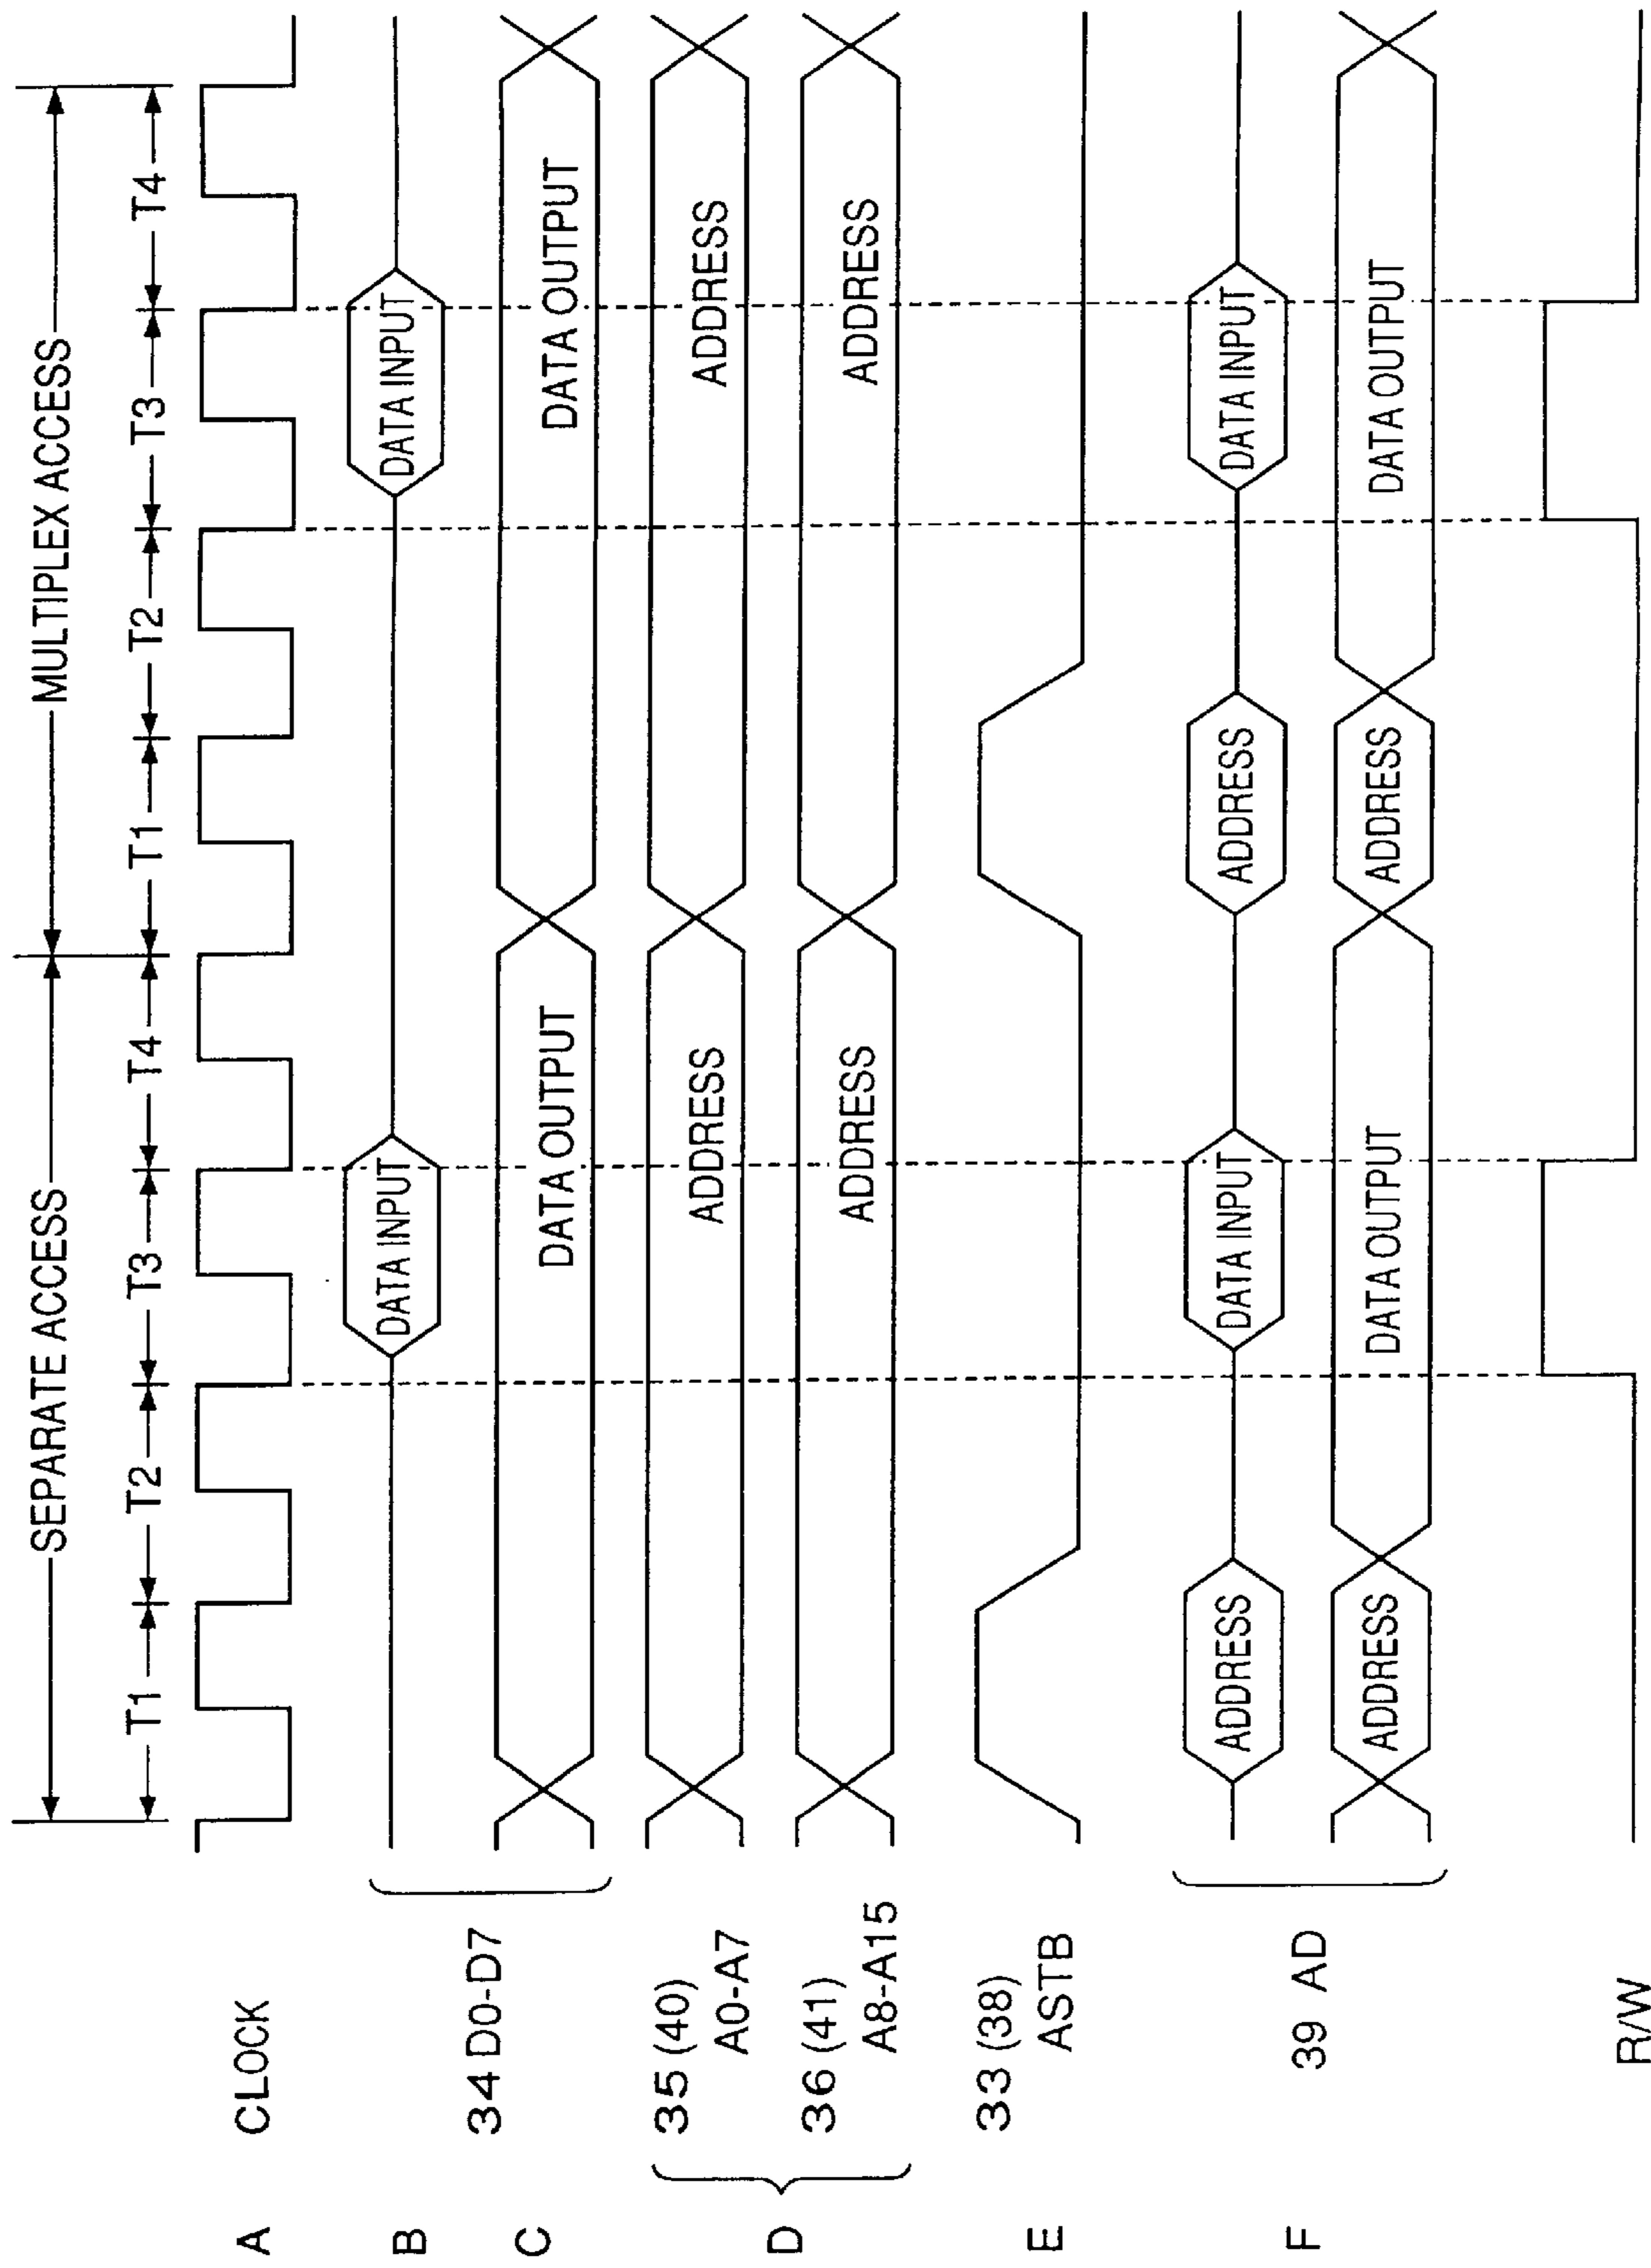 SEPARATE ACCESS MULTIPLEX ACCESS
T1 T2 T3 T4 T1 T2 T3 T4
A CLOCK
B DATA INPUT DATA INPUT
34 D0-D7
C DATA OUTPUT DATA OUTPUT
35 (40)
A0-A7 ADDRESS ADDRESS
D
36 (41)
A8-A15 ADDRESS ADDRESS
33 (38)
E ASTB
ADDRESS DATA INPUT ADDRESS DATA INPUT
F 39 AD
ADDRESS DATA OUTPUT ADDRESS DATA OUTPUT
R/W